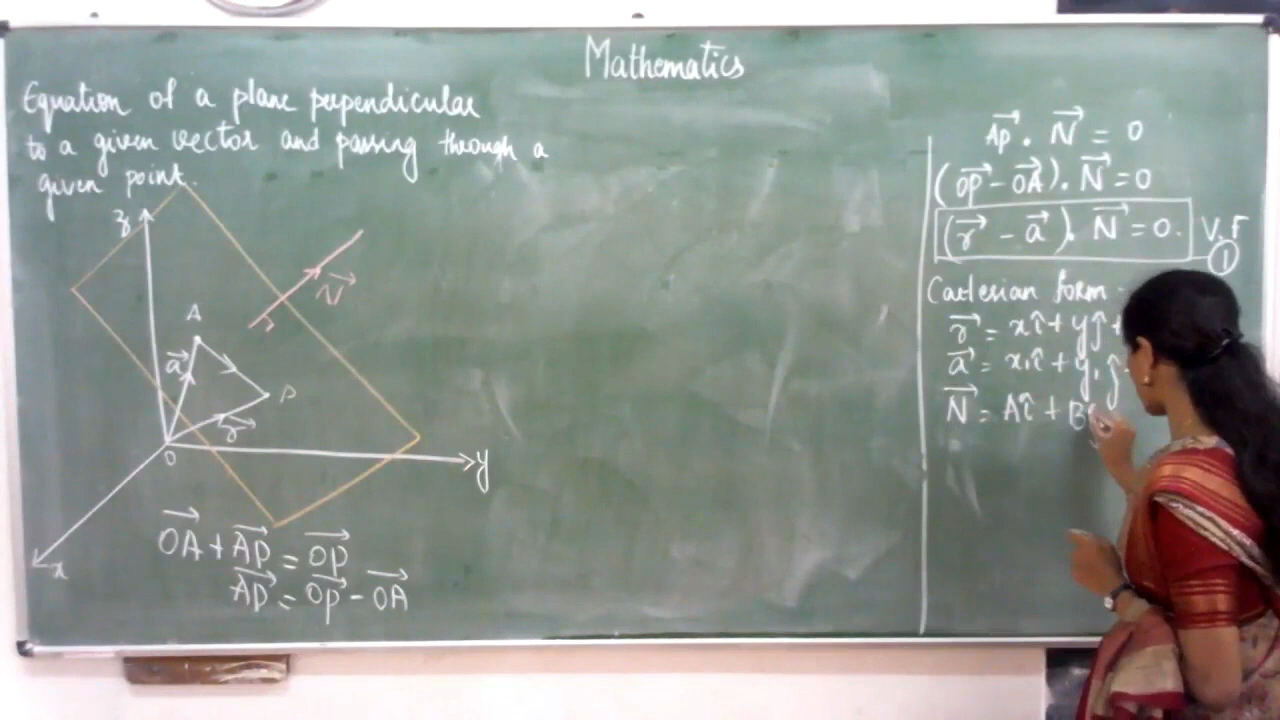 Mathematics
Equation of a plane perpendicular
to a given vector and passing through a
given point.
z
A
a⃗
P
r⃗
N⃗
O
y
x
O͞A⃗ + AP⃗ = OP⃗
AP⃗ = OP⃗ - OA⃗
AP⃗ . N⃗ = 0
(OP⃗ - OA⃗). N⃗ = 0
(r⃗ - a⃗). N⃗ = 0. V.F
1
Cartesian form
r⃗ = xî + yĵ +
a⃗ = x₁î + y₁ĵ
N⃗ = Aî + B